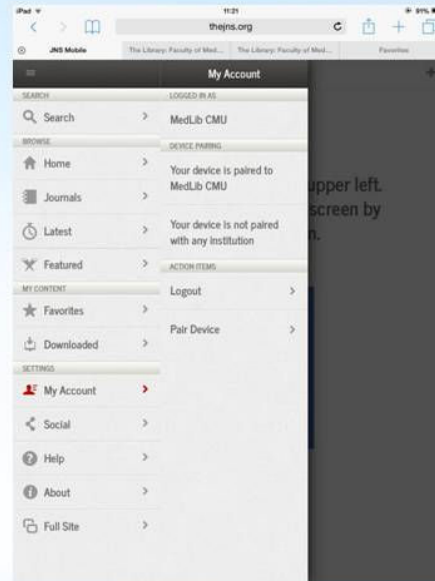 iPad
11:21
91%
thejns.org
JNS Mobile
The Library: Faculty of Med...
The Library: Faculty of Med...
Favorites
My Account
SEARCH
Search
BROWSE
Home
Journals
Latest
Featured
MY CONTENT
Favorites
Downloaded
SETTINGS
My Account
Social
Help
About
Full Site
LOGGED IN AS
MedLib CMU
DEVICE PAIRING
Your device is paired to
MedLib CMU
Your device is not paired
with any institution
ACTION ITEMS
Logout
Pair Device
upper left.
screen by